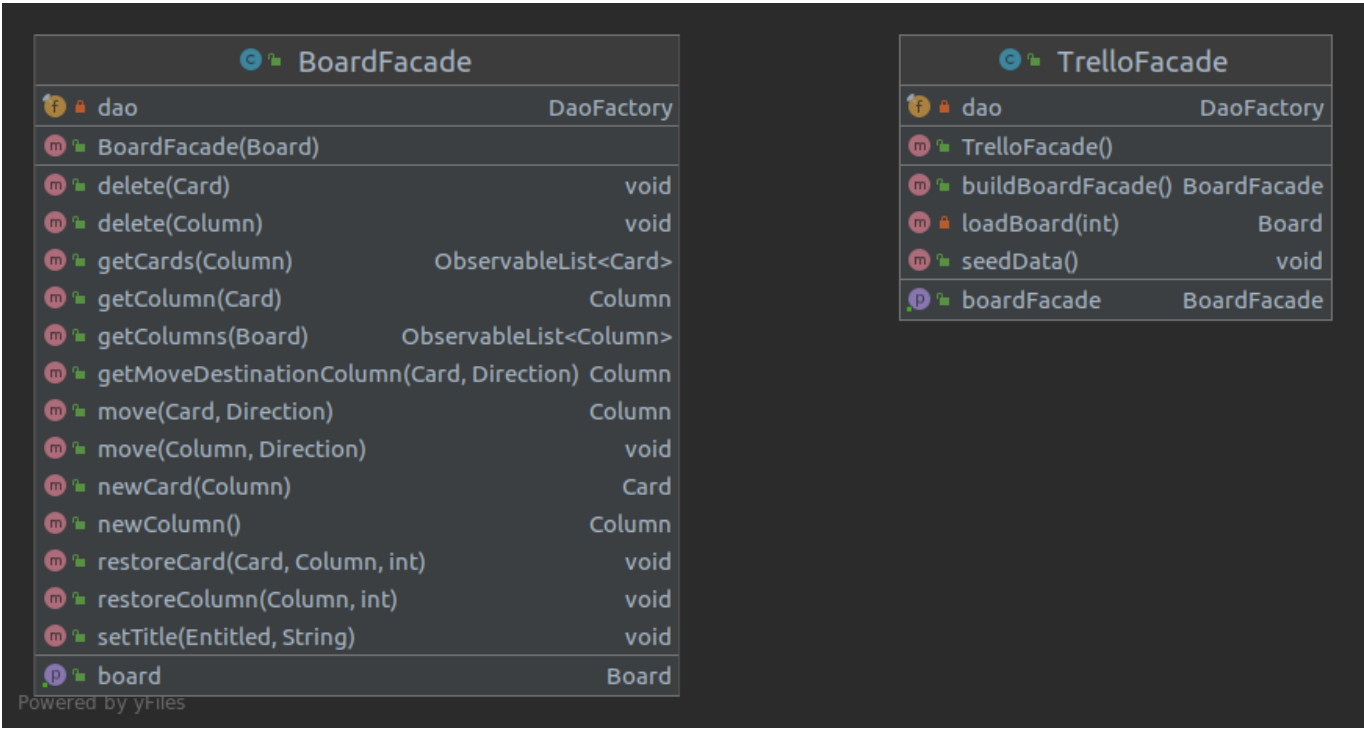 BoardFacade
dao DaoFactory
BoardFacade(Board)
delete(Card) void
delete(Column) void
getCards(Column) ObservableList<Card>
getColumn(Card) Column
getColumns(Board) ObservableList<Column>
getMoveDestinationColumn(Card, Direction) Column
move(Card, Direction) Column
move(Column, Direction) void
newCard(Column) Card
newColumn() Column
restoreCard(Card, Column, int) void
restoreColumn(Column, int) void
setTitle(Entitled, String) void
board Board
Powered by yFiles
TrelloFacade
dao DaoFactory
TrelloFacade()
buildBoardFacade() BoardFacade
loadBoard(int) Board
seedData() void
boardFacade BoardFacade